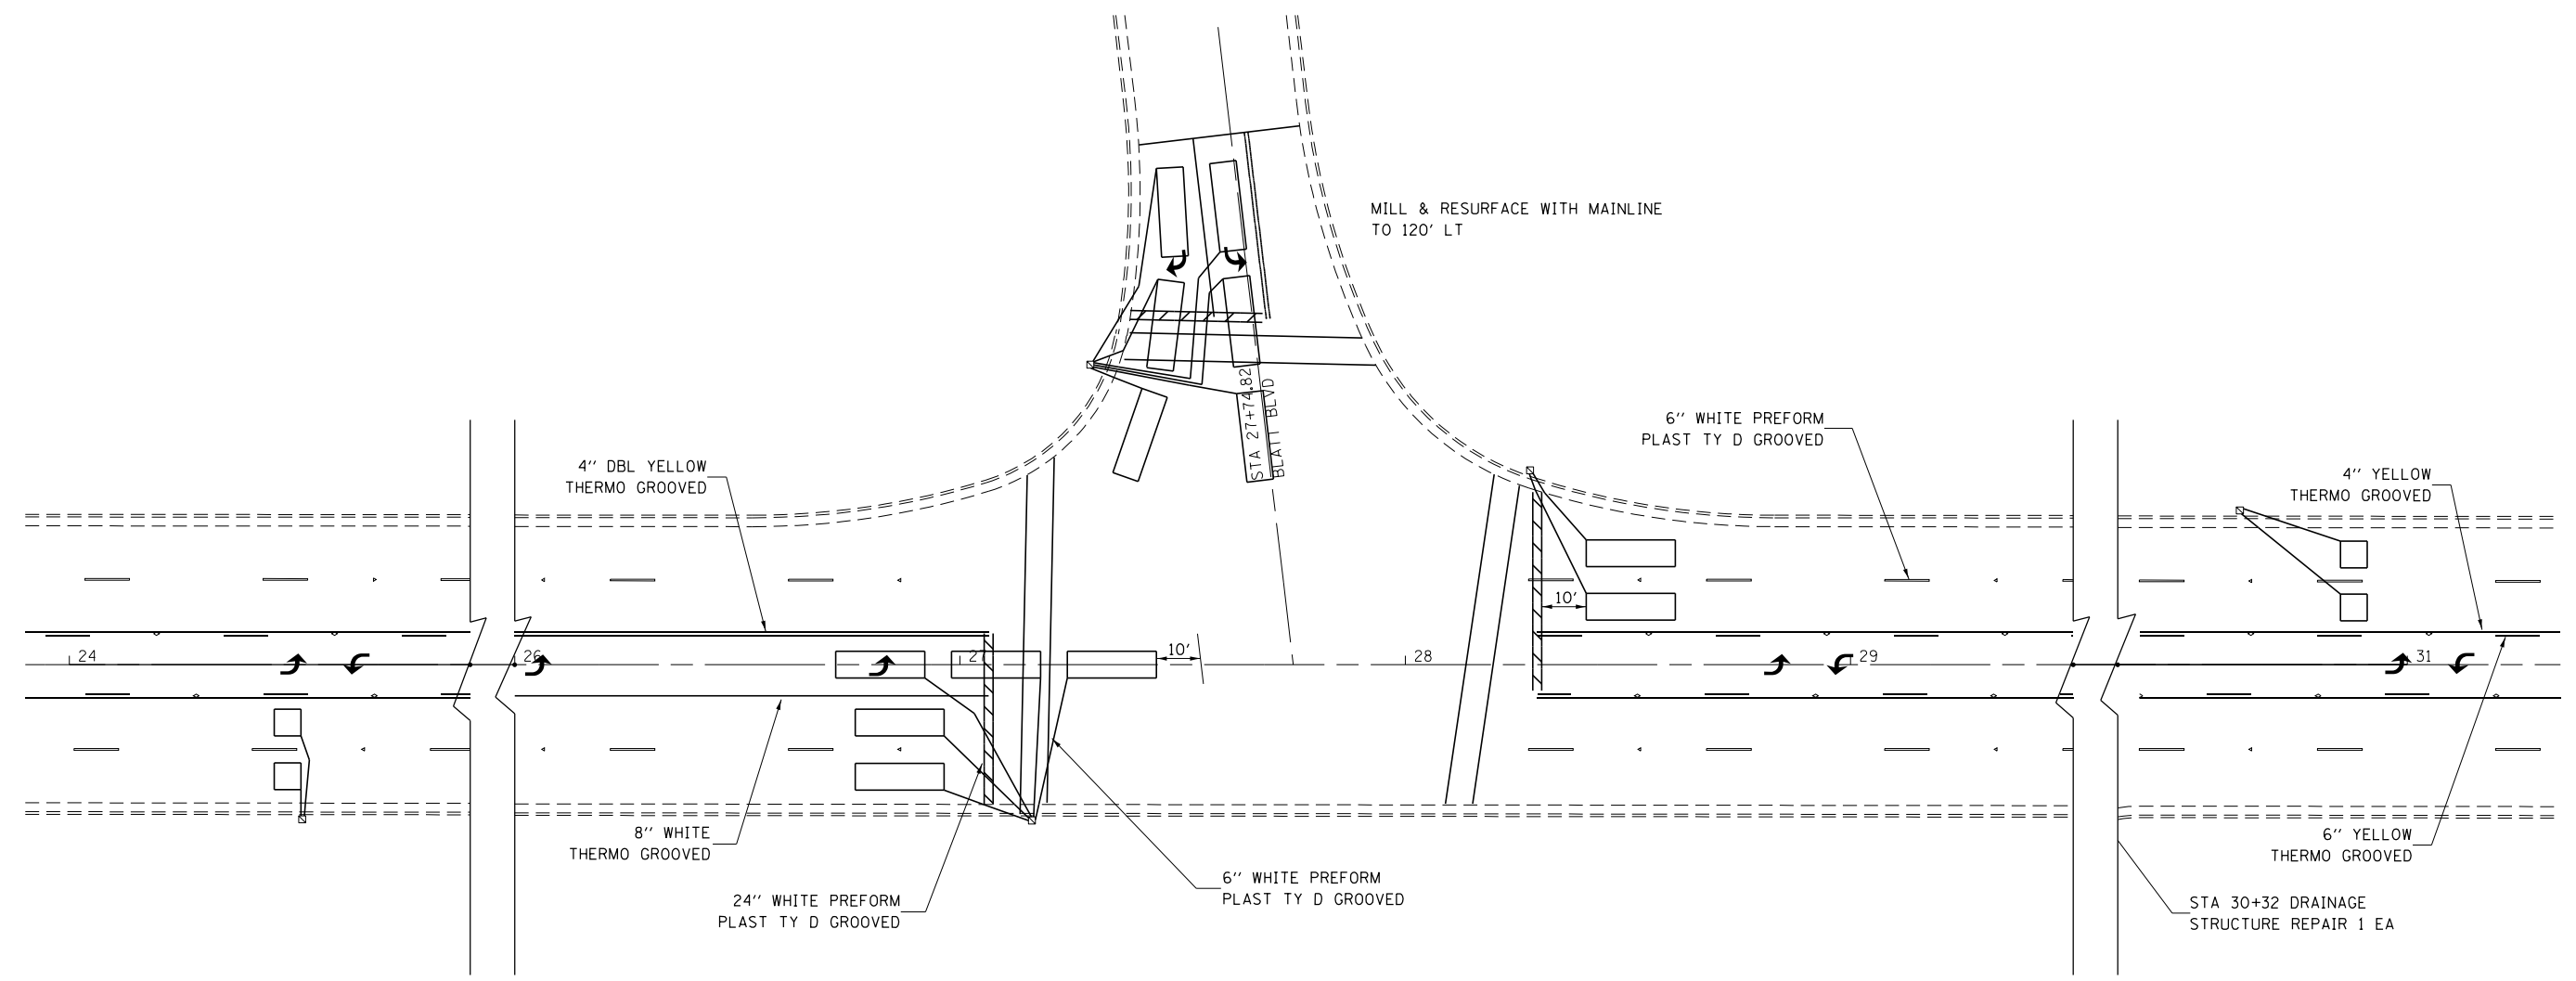 MILL & RESURFACE WITH MAINLINE
TO 120' LT
STA 27+74.82
BLATT BLVD
6'' WHITE PREFORM
PLAST TY D GROOVED
4'' DBL YELLOW
THERMO GROOVED
4'' YELLOW
THERMO GROOVED
10'
10'
24
26
27
28
29
31
8'' WHITE
THERMO GROOVED
24'' WHITE PREFORM
PLAST TY D GROOVED
6'' WHITE PREFORM
PLAST TY D GROOVED
6'' YELLOW
THERMO GROOVED
STA 30+32 DRAINAGE
STRUCTURE REPAIR 1 EA